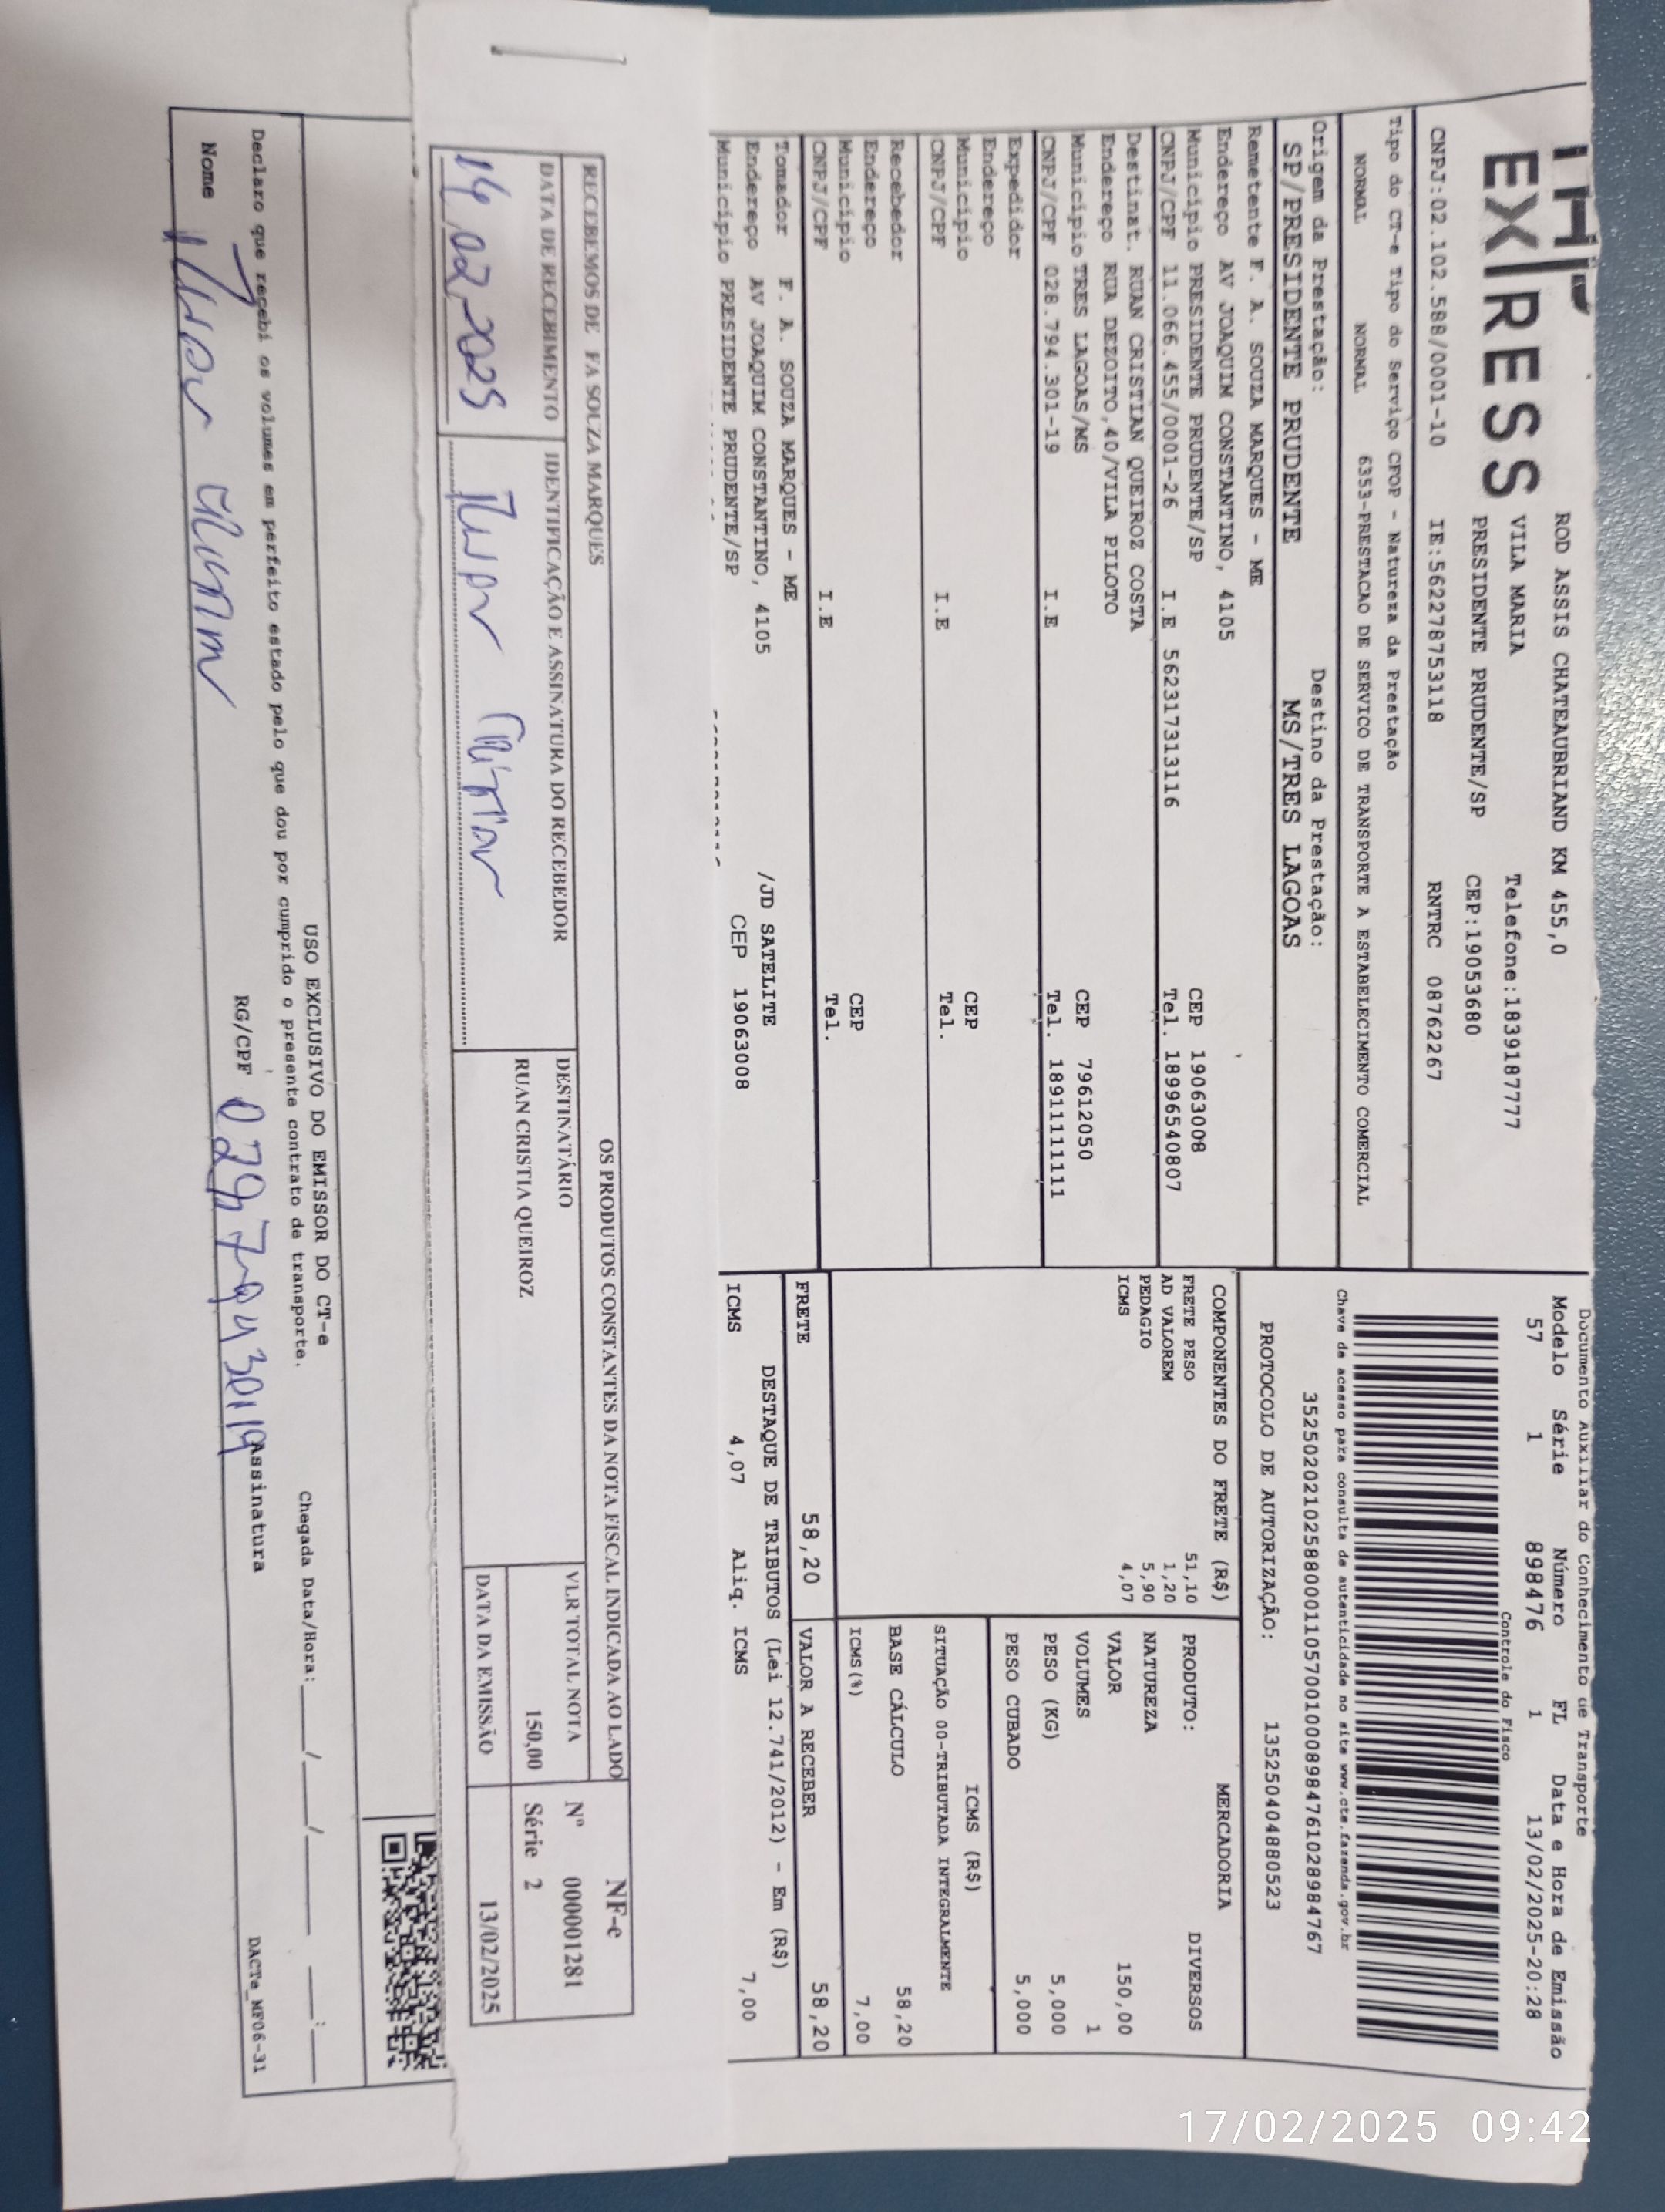 EXPRESS
ROD ASSIS CHATEAUBRIAND KM 455,0
VILA MARIA Telefone:1839187777
PRESIDENTE PRUDENTE/SP CEP:19053680
CNPJ:02.102.588/0001-10 IE:562278753118 RNTRC 08762267
Tipo do CT-e Tipo do Serviço CFOP - Natureza da Prestação
NORMAL NORMAL 6353-PRESTACAO DE SERVICO DE TRANSPORTE A ESTABELECIMENTO COMERCIAL
Origem da Prestação: Destino da Prestação:
SP/PRESIDENTE PRUDENTE MS/TRES LAGOAS
Remetente F. A. SOUZA MARQUES - ME
Endereço AV JOAQUIM CONSTANTINO, 4105
Município PRESIDENTE PRUDENTE/SP CEP 19063008
CNPJ/CPF 11.066.455/0001-26 I.E 562317313116 Tel. 18996540807
Destinat. RUAN CRISTIAN QUEIROZ COSTA
Endereço RUA DEZOITO,40/VILA PILOTO
Município TRES LAGOAS/MS CEP 79612050
CNPJ/CPF 028.794.301-19 I.E Tel. 18911111111
Expedidor
Endereço
Município CEP
CNPJ/CPF I.E Tel.
Recebedor
Endereço
Município CEP
CNPJ/CPF I.E Tel.
Tomador F. A. SOUZA MARQUES - ME
Endereço AV JOAQUIM CONSTANTINO, 4105 /JD SATELITE
Município PRESIDENTE PRUDENTE/SP CEP 19063008
Documento Auxiliar do Conhecimento de Transporte
Modelo Série Número FL Data e Hora de Emissão
57 1 898476 1 13/02/2025-20:28
Controle do Fisco
Chave de acesso para consulta de autenticidade no site www.cte.fazenda.gov.br
35250202102588000110570010008984761028984767
PROTOCOLO DE AUTORIZAÇÃO: 135250404880523
COMPONENTES DO FRETE (R$)
FRETE PESO 51,10
AD VALOREM 1,20
PEDAGIO 5,90
ICMS 4,07
MERCADORIA
PRODUTO: DIVERSOS
NATUREZA
VALOR 150,00
VOLUMES 1
PESO (KG) 5,000
PESO CUBADO 5,000
ICMS (R$)
SITUAÇÃO 00-TRIBUTADA INTEGRALMENTE
BASE CÁLCULO 58,20
ICMS(%) 7,00
FRETE 58,20 VALOR A RECEBER 58,20
DESTAQUE DE TRIBUTOS (Lei 12.741/2012) - Em (R$)
ICMS 4,07 Aliq. ICMS 7,00
RECEBEMOS DE FA SOUZA MARQUES OS PRODUTOS CONSTANTES DA NOTA FISCAL INDICADA AO LADO
DATA DE RECEBIMENTO IDENTIFICAÇÃO E ASSINATURA DO RECEBEDOR
14 02 2025
DESTINATÁRIO
RUAN CRISTIA QUEIROZ
VLR TOTAL NOTA
150,00
DATA DA EMISSÃO 13/02/2025
NF-e
Nº 000001281
Série 2
USO EXCLUSIVO DO EMISSOR DO CT-e
Declaro que recebi os volumes em perfeito estado pelo que dou por cumprido o presente contrato de transporte. Chegada Data/Hora: __/__/__ __:__
Nome RG/CPF 02879430119 Assinatura
DACTe_MF06-31
17/02/2025 09:42